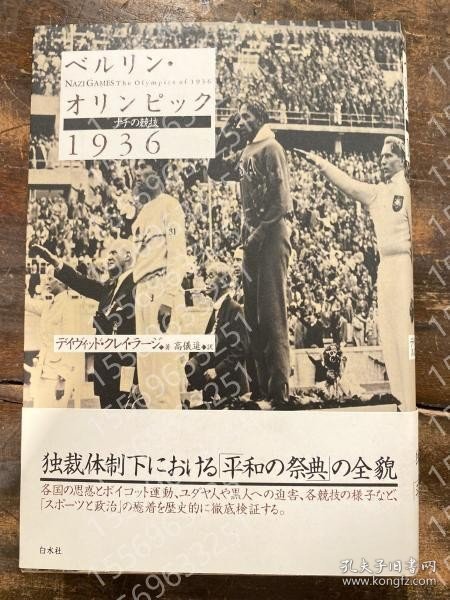 ベルリン・
NAZI GAMES The Olympics of 1936
オリンピック
ナチの競技
1936
デイヴィッド・クレイ・ラージ◆著 高儀進◆訳
独裁体制下における「平和の祭典」の全貌
各国の思惑とボイコット運動、ユダヤ人や黒人への迫害、各競技の様子など、
「スポーツと政治」の癒着を歴史的に徹底検証する。
白水社
孔夫子旧书网
www.kongfz.com